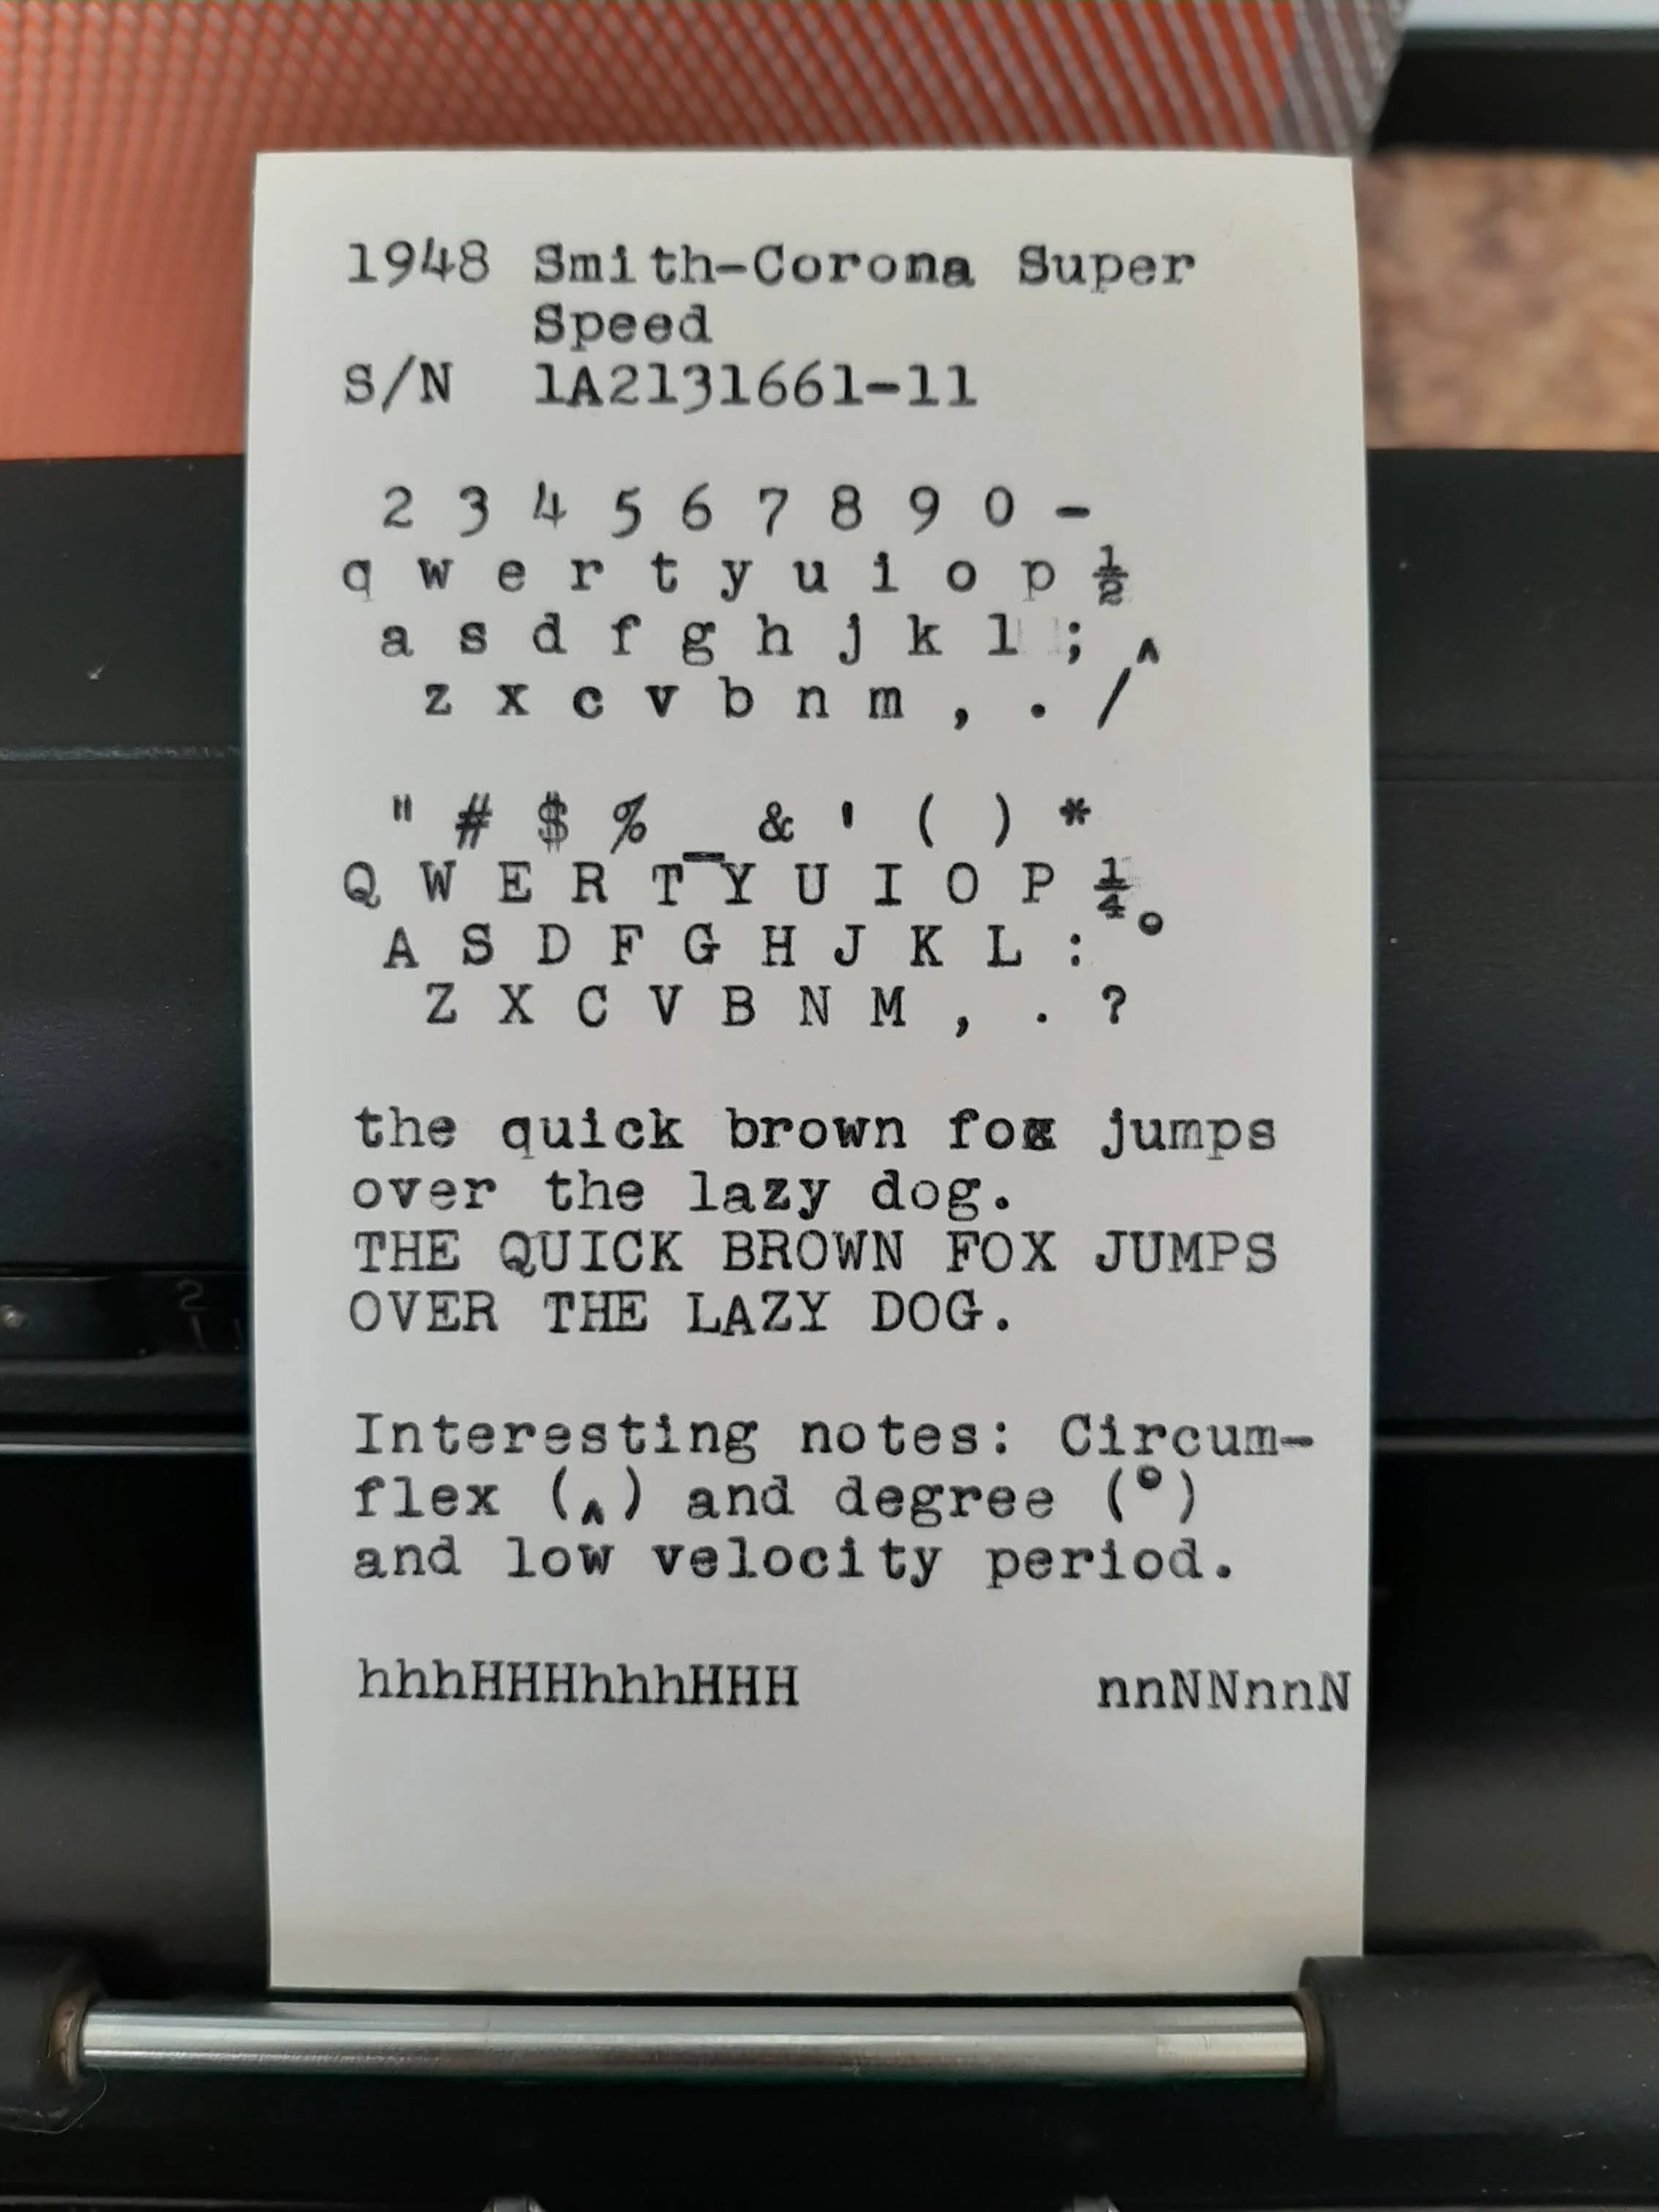 1948 Smith-Corona Super
Speed
S/N 1A2131661-11
2 3 4 5 6 7 8 9 0 -
q w e r t y u i o p ½
a s d f g h j k l ; ^
z x c v b n m , . /
" # $ % _ & ' ( ) *
Q W E R T Y U I O P ¼
A S D F G H J K L : °
Z X C V B N M , . ?
the quick brown fox jumps
over the lazy dog.
THE QUICK BROWN FOX JUMPS
OVER THE LAZY DOG.
Interesting notes: Circum-
flex (^) and degree (°)
and low velocity period.
hhhHHHhhhHHH nnNNnnN
2